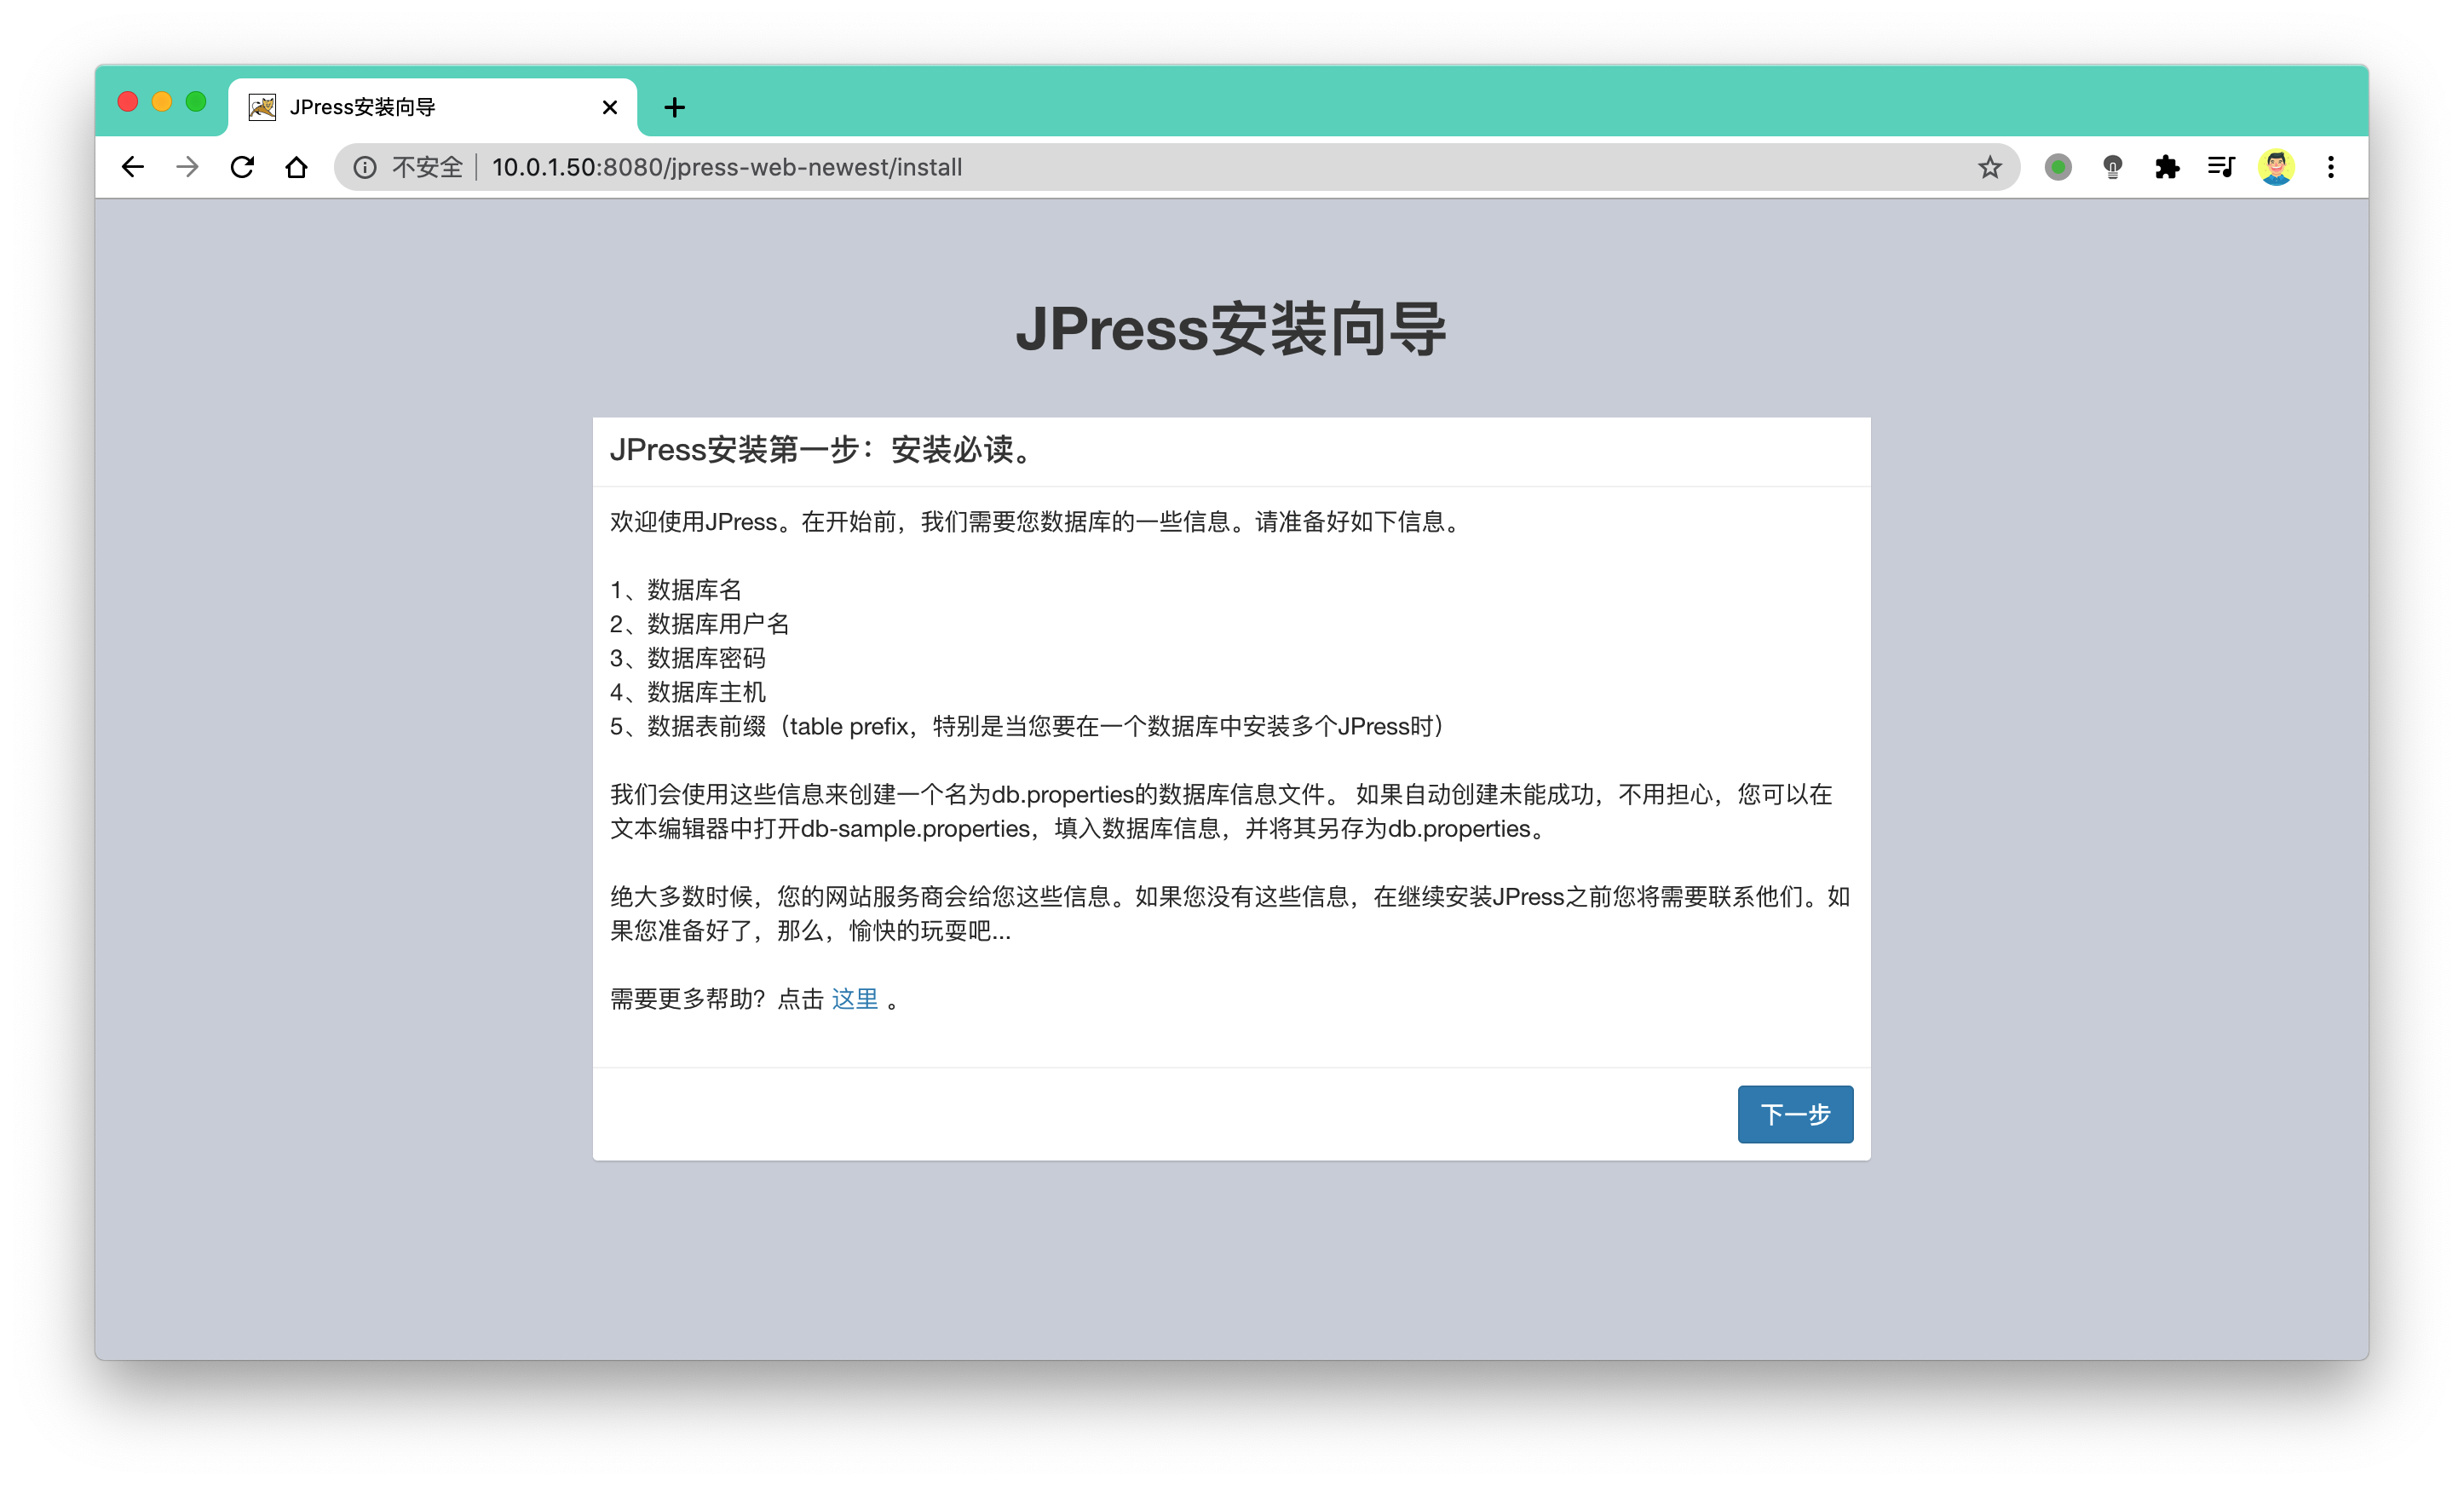 JPress安装向导
不安全 10.0.1.50:8080/jpress-web-newest/install
JPress安装向导
JPress安装第一步：安装必读。
欢迎使用JPress。在开始前，我们需要您数据库的一些信息。请准备好如下信息。
1、数据库名
2、数据库用户名
3、数据库密码
4、数据库主机
5、数据表前缀（table prefix，特别是当您要在一个数据库中安装多个JPress时）
我们会使用这些信息来创建一个名为db.properties的数据库信息文件。 如果自动创建未能成功，不用担心，您可以在
文本编辑器中打开db-sample.properties，填入数据库信息，并将其另存为db.properties。
绝大多数时候，您的网站服务商会给您这些信息。如果您没有这些信息，在继续安装JPress之前您将需要联系他们。如
果您准备好了，那么，愉快的玩耍吧...
需要更多帮助？点击 这里 。
下一步